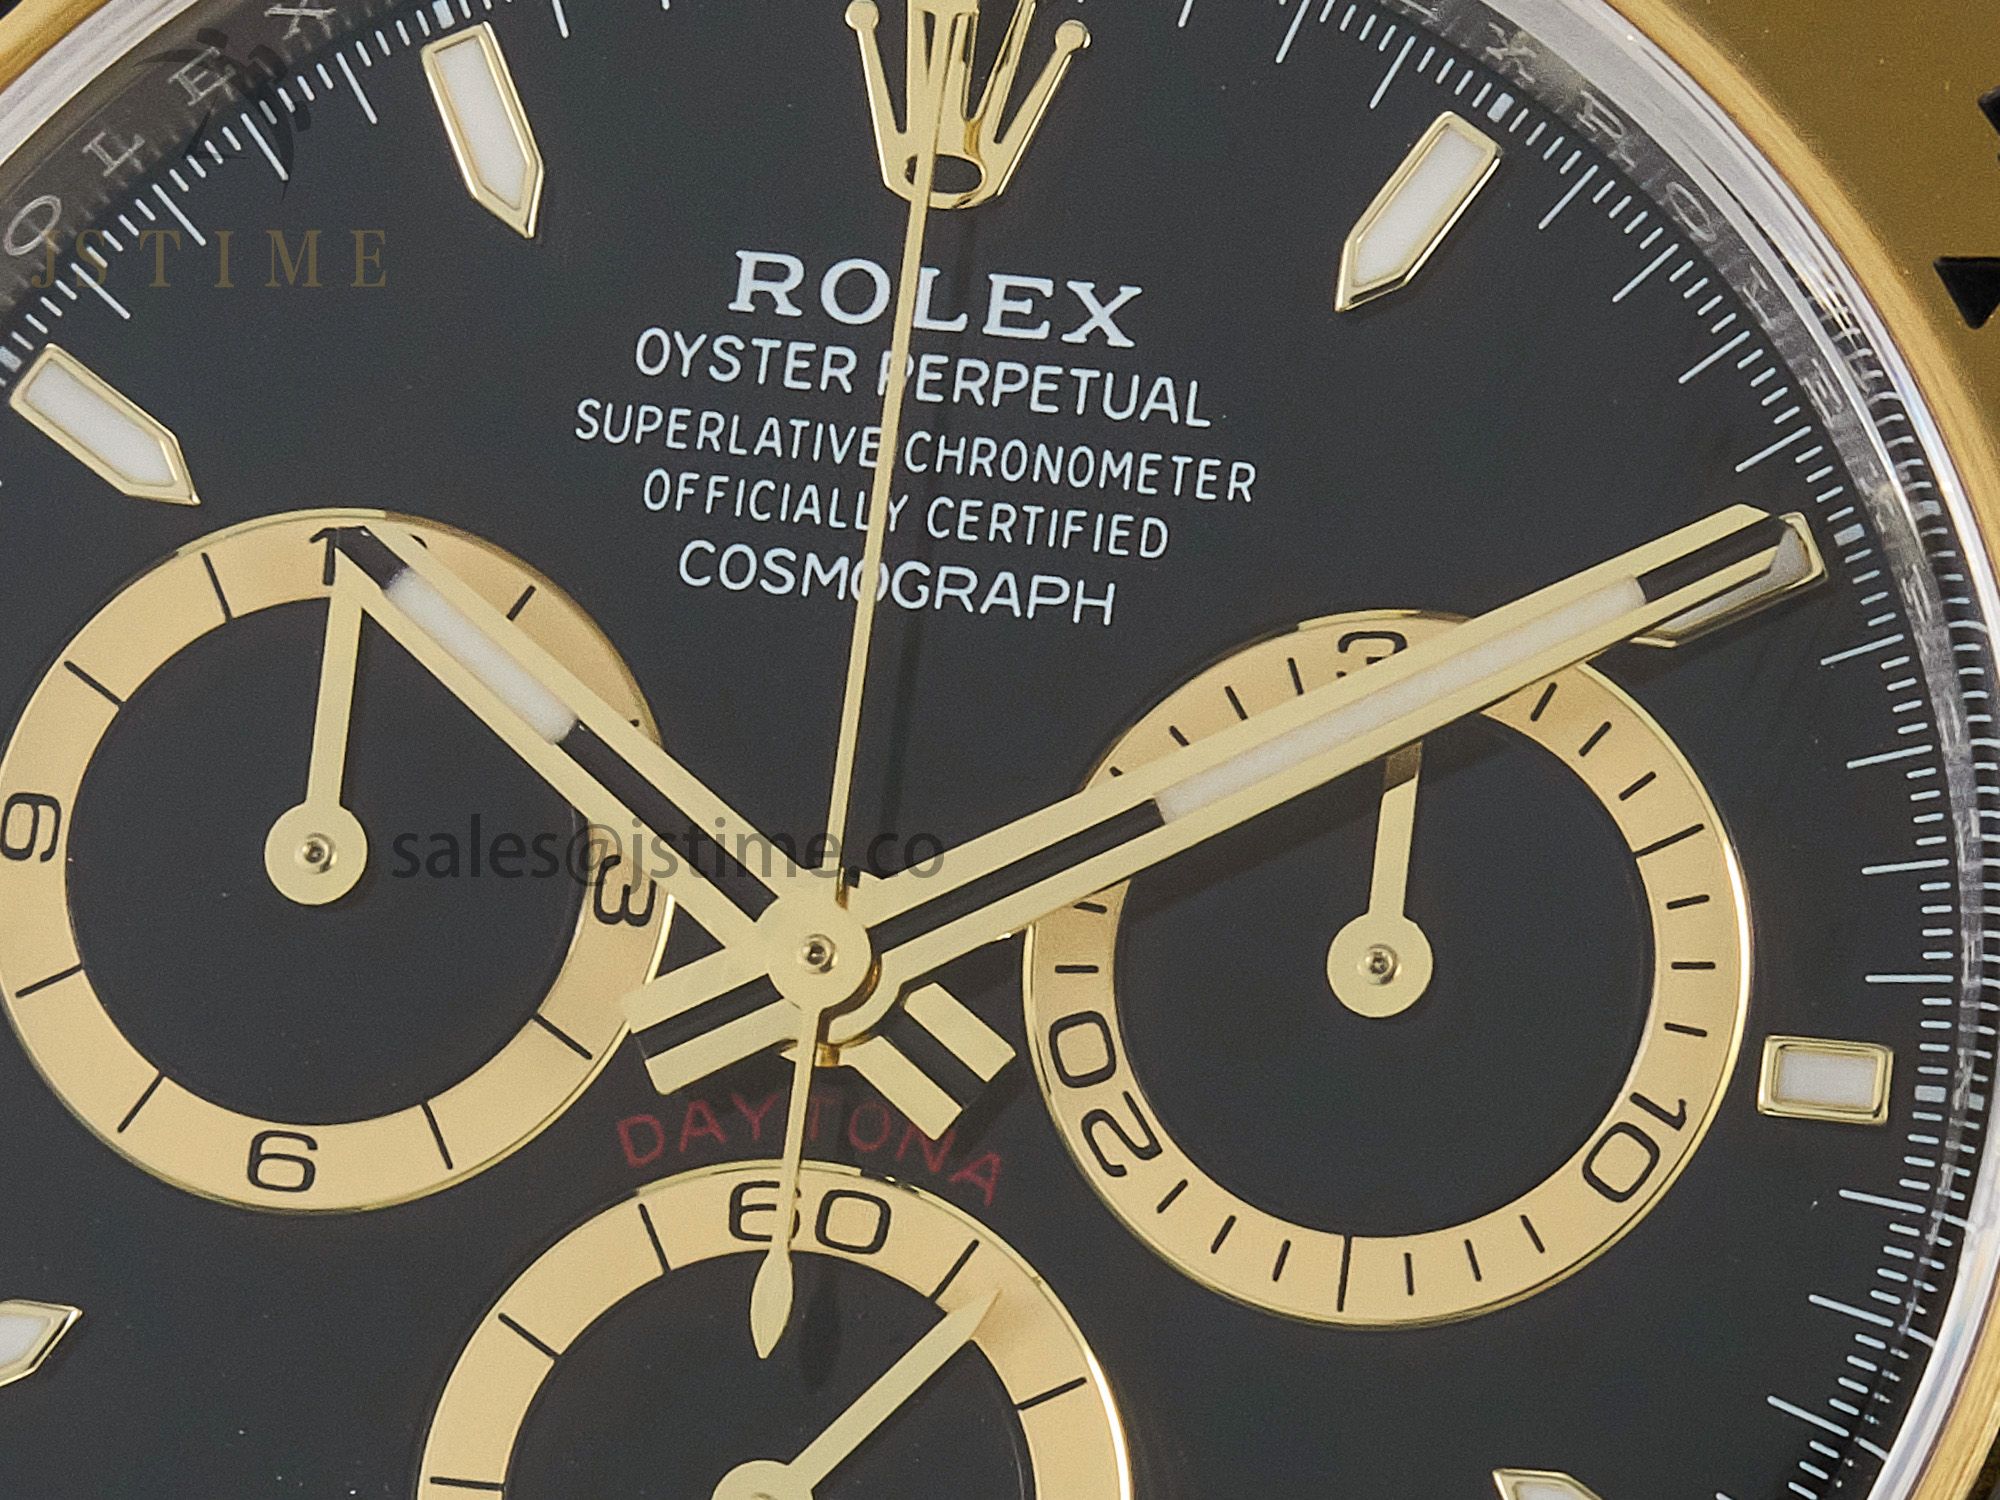 ROLEX
JSTIME
ROLEX
OYSTER PERPETUAL
SUPERLATIVE CHRONOMETER
OFFICIALLY CERTIFIED
COSMOGRAPH
sales@jstime.co
3
6
9
10
20
DAYTONA
60